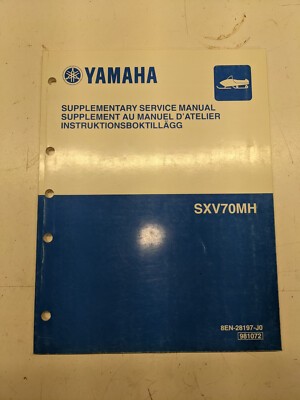 YAMAHA
SUPPLEMENTARY SERVICE MANUAL
SUPPLEMENT AU MANUEL D'ATELIER
INSTRUKTIONSBOKTILLÄGG
SXV70MH
8EN-28197-J0
981072